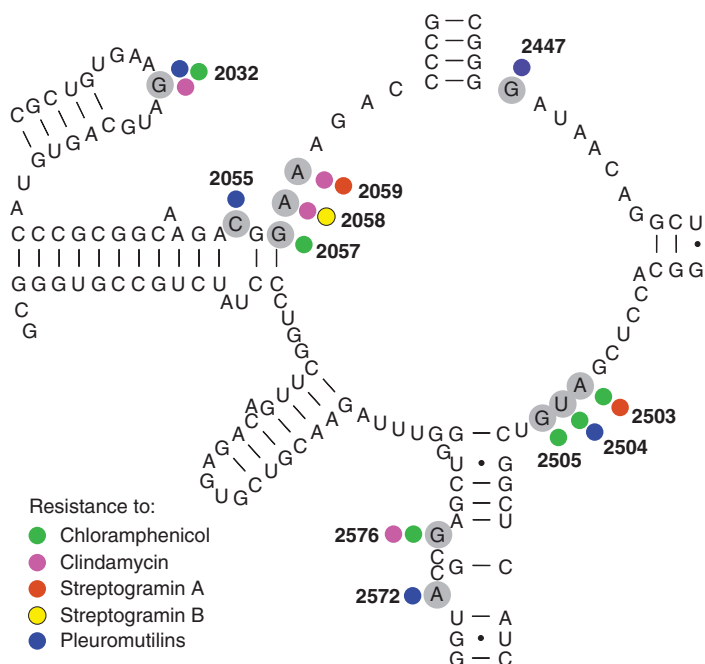 G C
C G
C G
C G
2447
G A U A A C A G G C U
G G C A C C U C G A U G U C
2503
2504
2505
C G C U G U G A A G A U G C A G U G U A
2032
A
C C C G C G G C A G A C G G A A A G A C
2055
2059
2058
2057
G G G U G C C G U C U A U C C
C
G
C U G G C U U G A C A G A G U G U C G C A A G A U U U G G
G U C G A G C C A U G G
G G C U C A U C
G
2576
2572
Resistance to:
Chloramphenicol
Clindamycin
Streptogramin A
Streptogramin B
Pleuromutilins